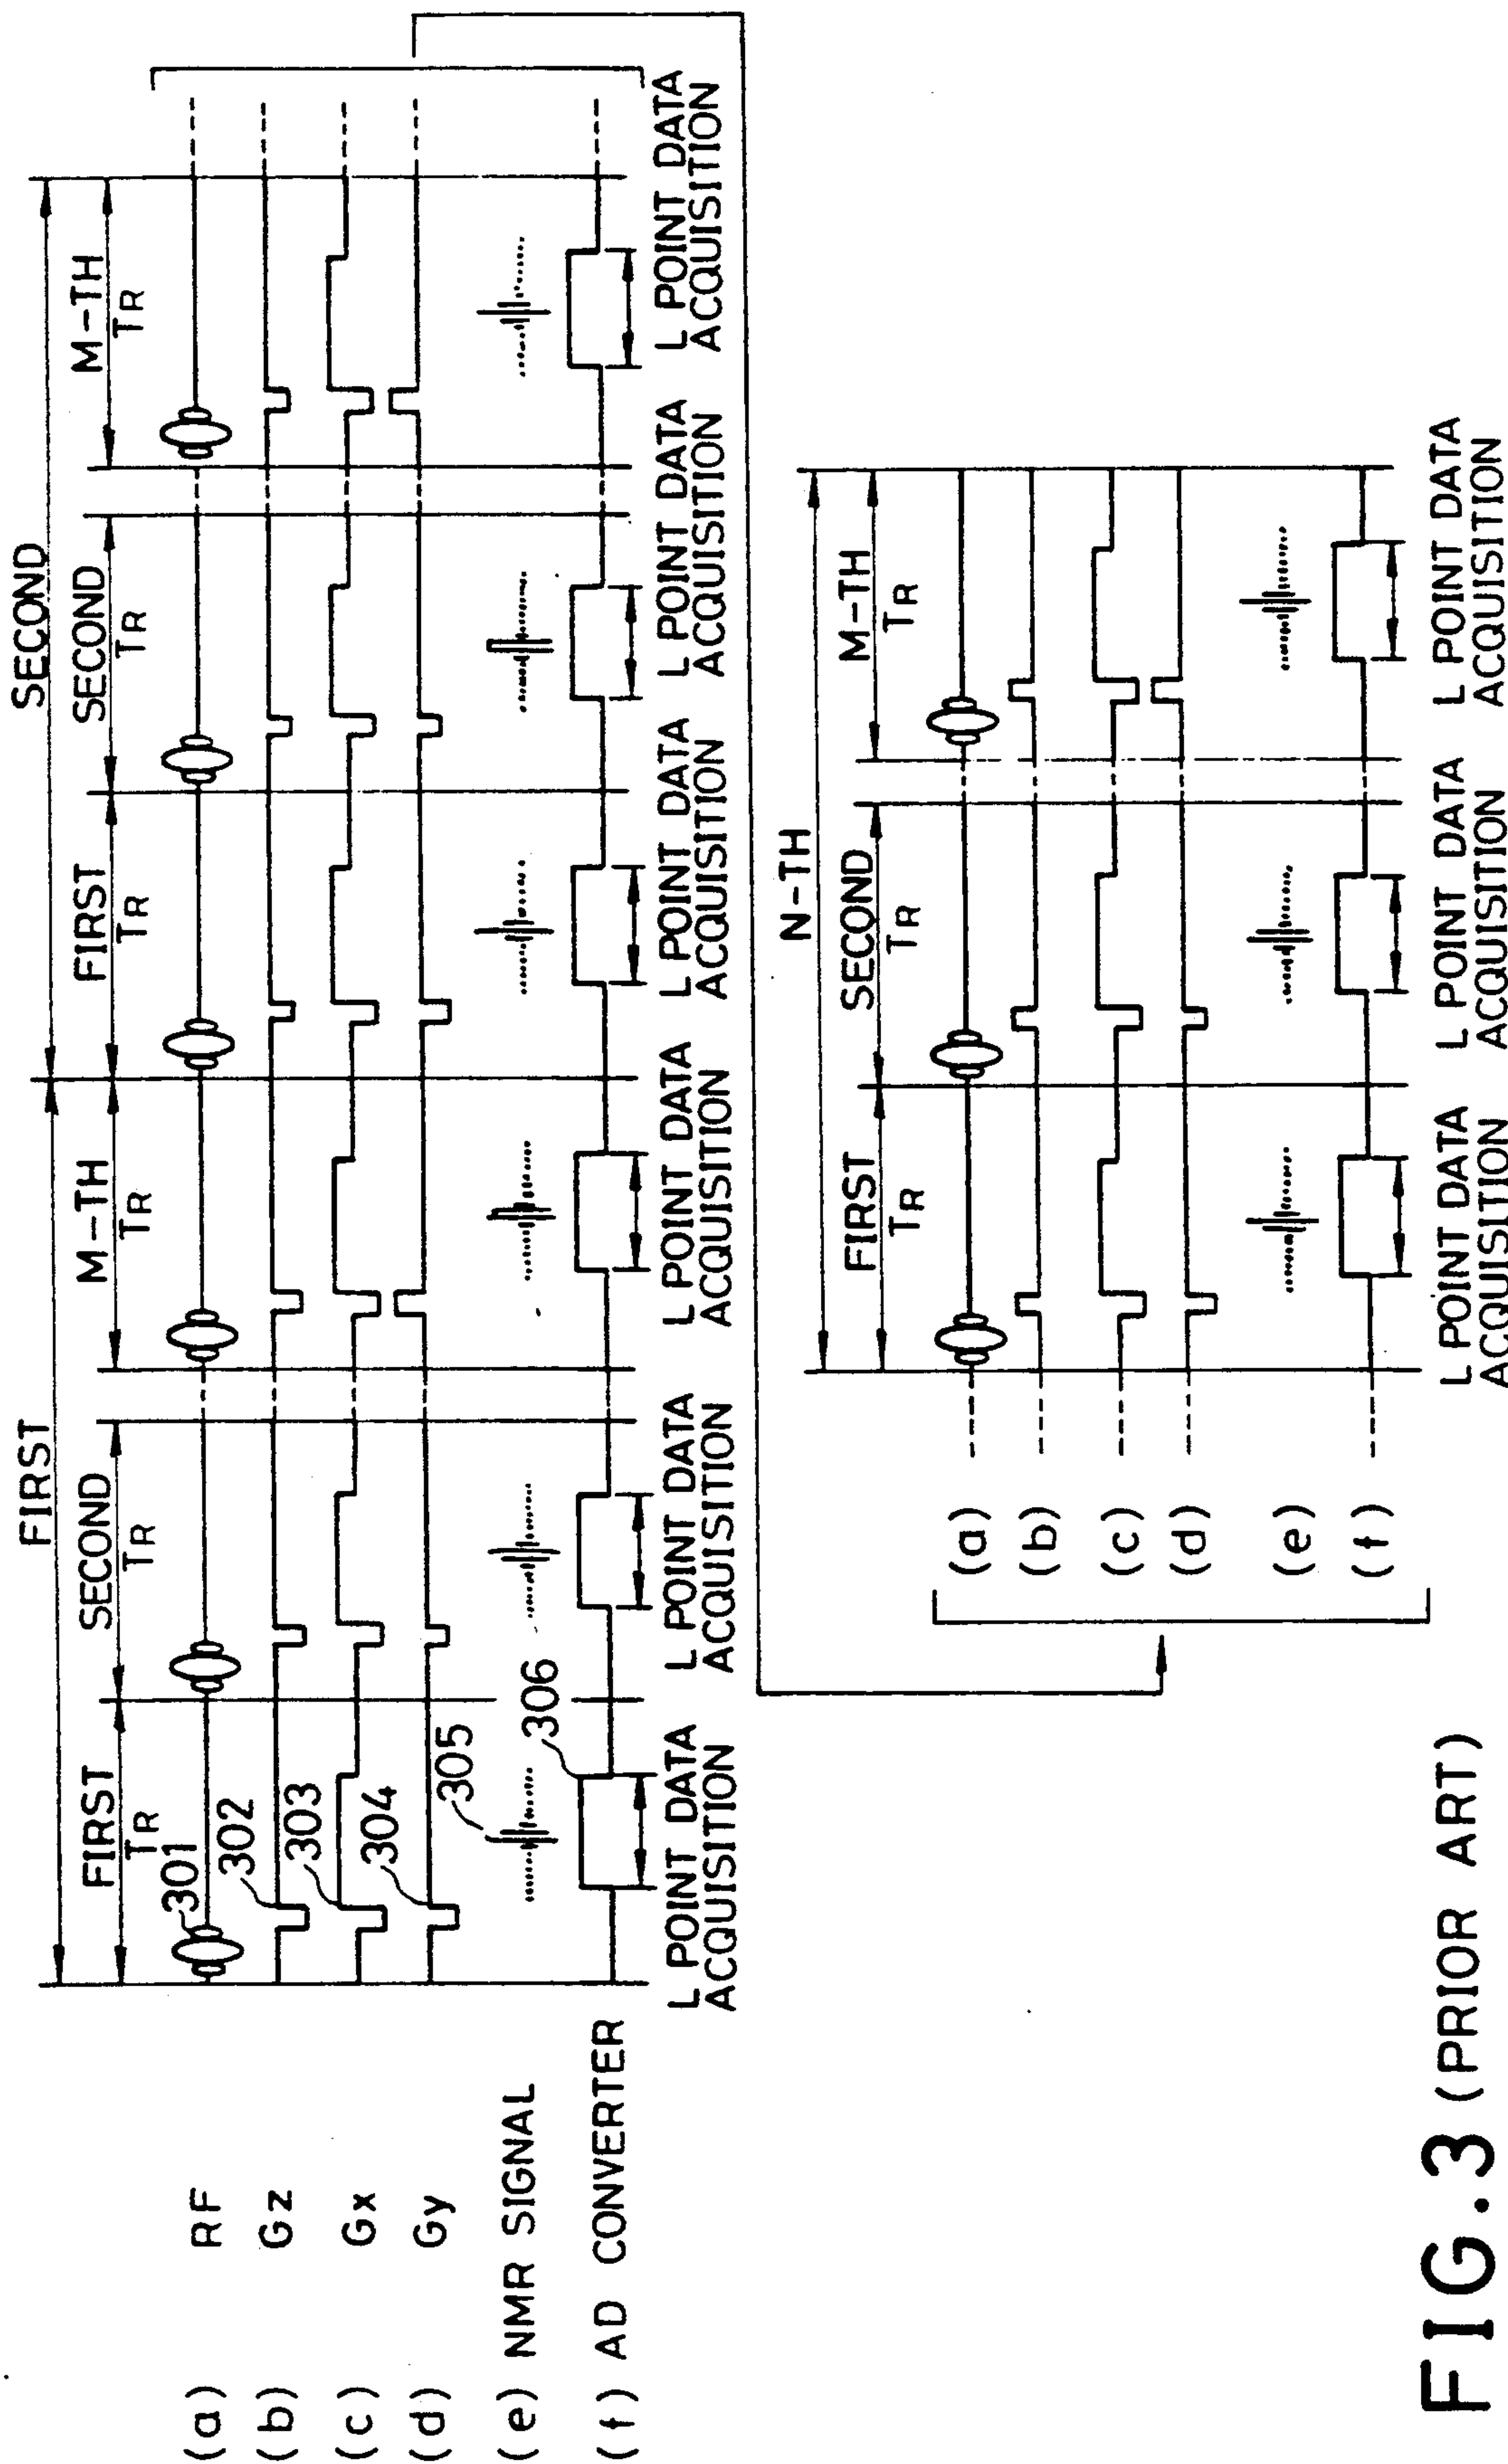 FIRST
SECOND
FIRST
TR
SECOND
TR
M-TH
TR
FIRST
TR
SECOND
TR
M-TH
TR
(a) RF
301
(b) Gz
302
(c) Gx
303
(d) Gy
304
(e) NMR SIGNAL
305
(f) AD CONVERTER
306
L POINT DATA
ACQUISITION
L POINT DATA
ACQUISITION
L POINT DATA
ACQUISITION
L POINT DATA
ACQUISITION
L POINT DATA
ACQUISITION
L POINT DATA
ACQUISITION
N-TH
FIRST
TR
SECOND
TR
M-TH
TR
(a)
(b)
(c)
(d)
(e)
(f)
L POINT DATA
ACQUISITION
L POINT DATA
ACQUISITION
L POINT DATA
ACQUISITION
FIG.3 (PRIOR ART)